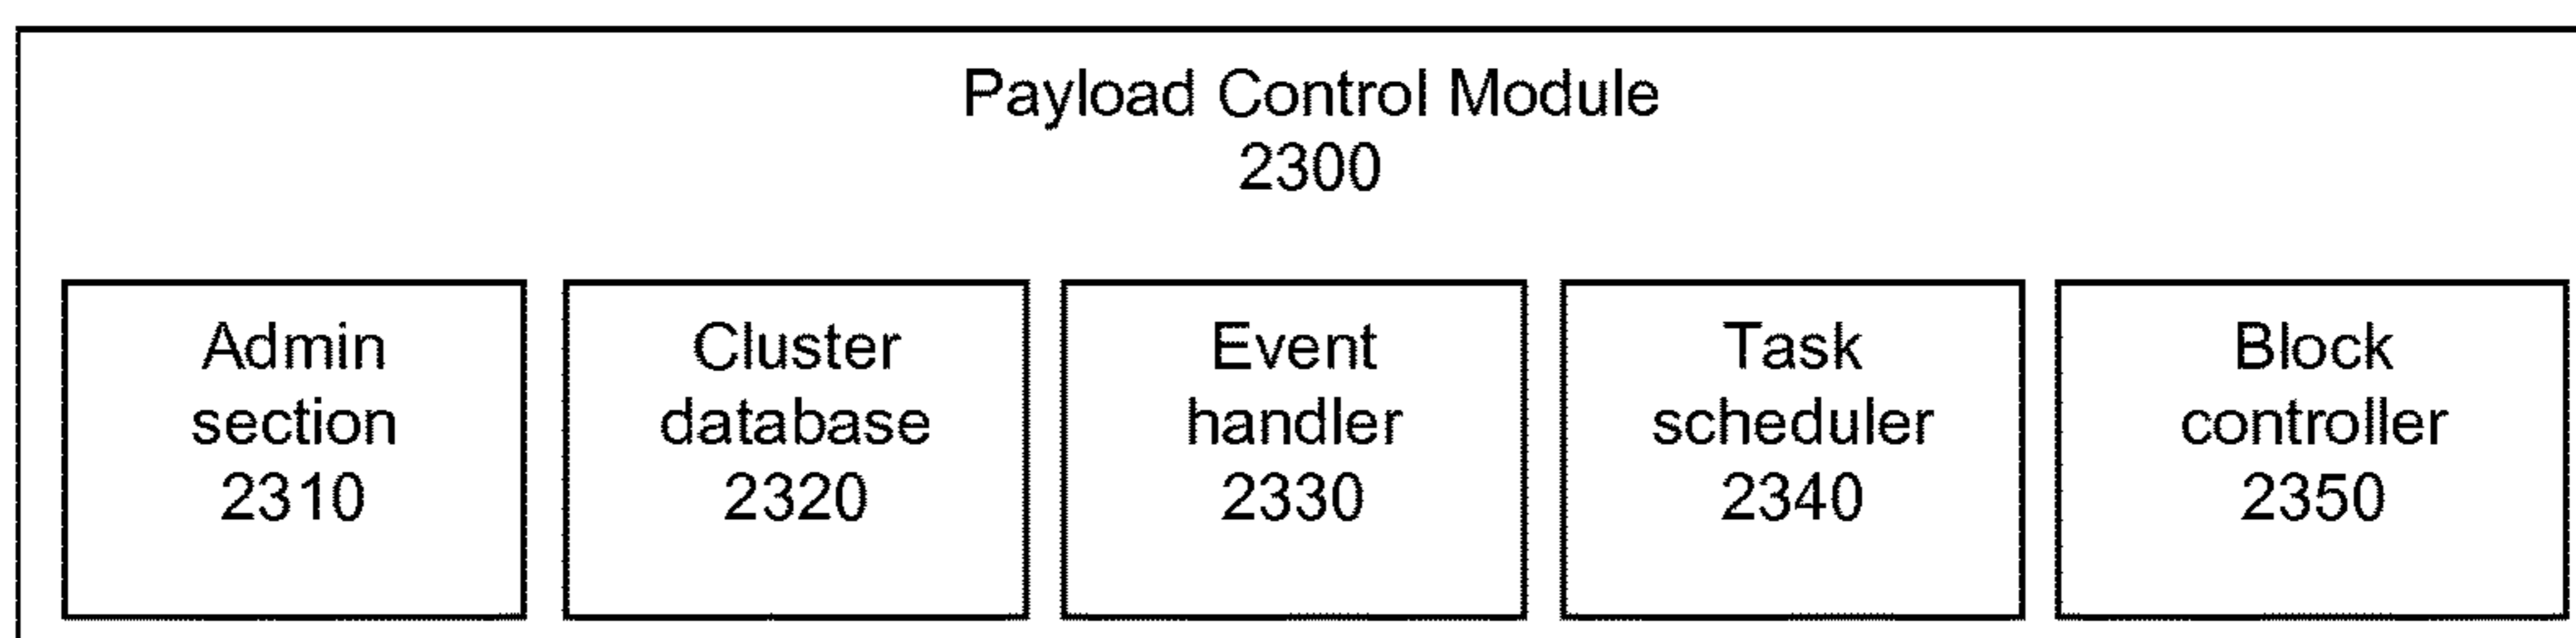 Payload Control Module
2300
Admin
section
2310
Cluster
database
2320
Event
handler
2330
Task
scheduler
2340
Block
controller
2350